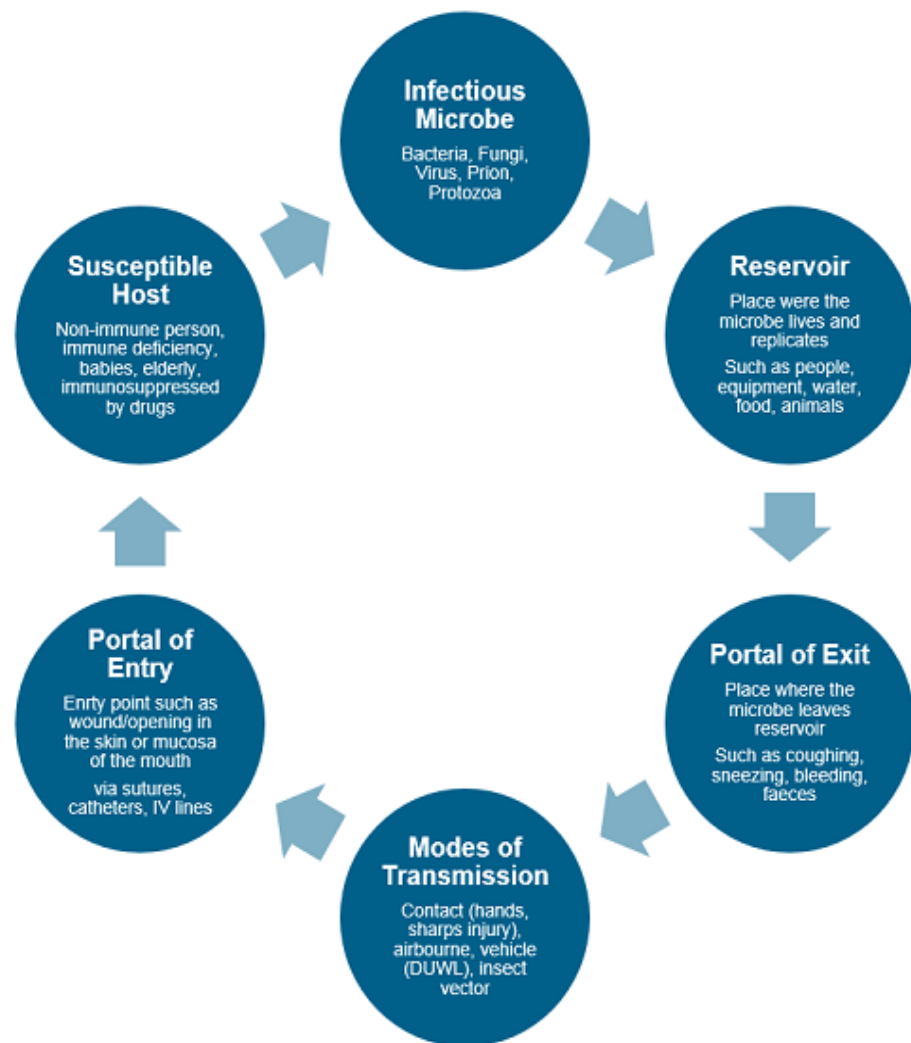 Infectious
Microbe
Bacteria, Fungi,
Virus, Prion,
Protozoa
Reservoir
Place were the
microbe lives and
replicates
Such as people,
equipment, water,
food, animals
Portal of Exit
Place where the
microbe leaves
reservoir
Such as coughing,
sneezing, bleeding,
faeces
Modes of
Transmission
Contact (hands,
sharps injury),
airbourne, vehicle
(DUWL), insect
vector
Portal of
Entry
Enrty point such as
wound/opening in
the skin or mucosa
of the mouth
via sutures,
catheters, IV lines
Susceptible
Host
Non-immune person,
immune deficiency,
babies, elderly,
immunosuppressed
by drugs